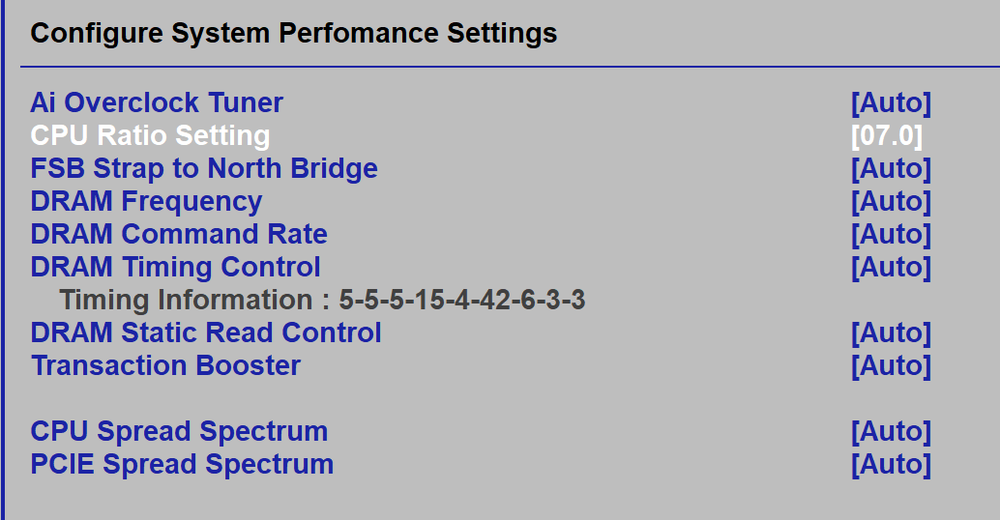 Configure System Perfomance Settings
Ai Overclock Tuner [Auto]
CPU Ratio Setting [07.0]
FSB Strap to North Bridge [Auto]
DRAM Frequency [Auto]
DRAM Command Rate [Auto]
DRAM Timing Control [Auto]
Timing Information : 5-5-5-15-4-42-6-3-3
DRAM Static Read Control [Auto]
Transaction Booster [Auto]
CPU Spread Spectrum [Auto]
PCIE Spread Spectrum [Auto]